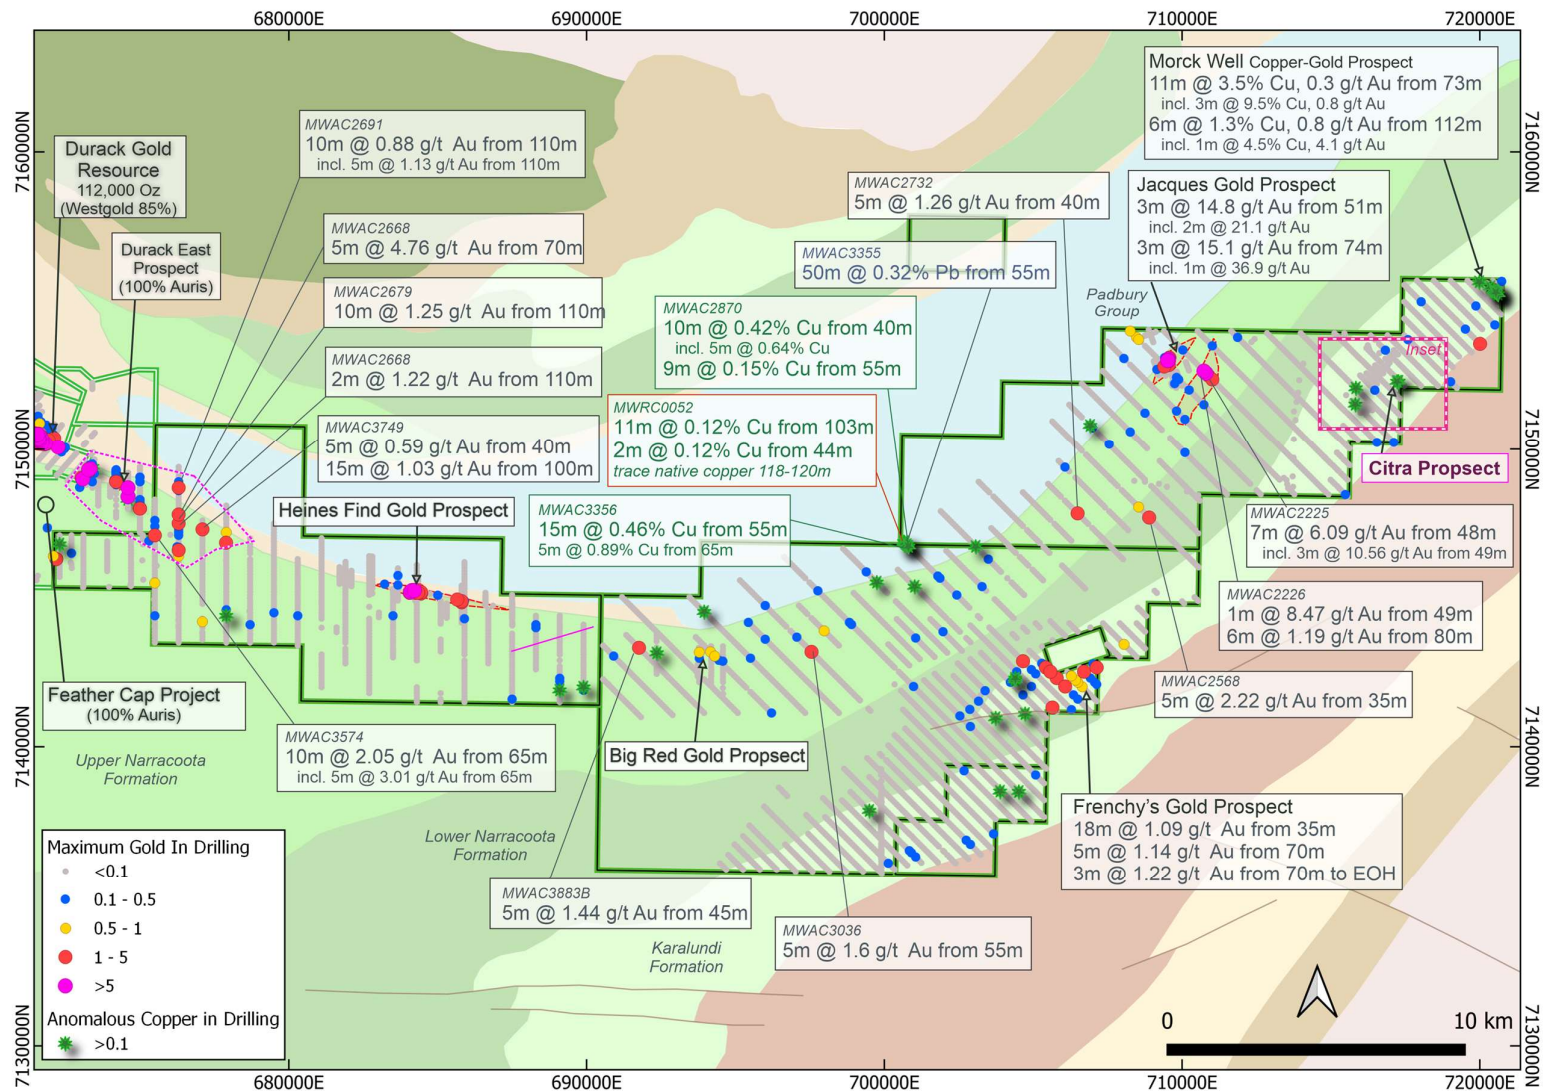 680000E
690000E
700000E
710000E
720000E
7160000N
7150000N
7140000N
7130000N
7160000N
7150000N
7140000N
7130000N
Morck Well Copper-Gold Prospect
11m @ 3.5% Cu, 0.3 g/t Au from 73m
incl. 3m @ 9.5% Cu, 0.8 g/t Au
6m @ 1.3% Cu, 0.8 g/t Au from 112m
incl. 1m @ 4.5% Cu, 4.1 g/t Au
MWAC2691
10m @ 0.88 g/t Au from 110m
incl. 5m @ 1.13 g/t Au from 110m
Durack Gold
Resource
112,000 Oz
(Westgold 85%)
MWAC2732
5m @ 1.26 g/t Au from 40m
Jacques Gold Prospect
3m @ 14.8 g/t Au from 51m
incl. 2m @ 21.1 g/t Au
3m @ 15.1 g/t Au from 74m
incl. 1m @ 36.9 g/t Au
MWAC2668
5m @ 4.76 g/t Au from 70m
Durack East
Prospect
(100% Auris)
MWAC3355
50m @ 0.32% Pb from 55m
MWAC2679
10m @ 1.25 g/t Au from 110m
Padbury
Group
MWAC2870
10m @ 0.42% Cu from 40m
incl. 5m @ 0.64% Cu
9m @ 0.15% Cu from 55m
Inset
MWAC2668
2m @ 1.22 g/t Au from 110m
MWRC0052
11m @ 0.12% Cu from 103m
2m @ 0.12% Cu from 44m
trace native copper 118-120m
MWAC3749
5m @ 0.59 g/t Au from 40m
15m @ 1.03 g/t Au from 100m
Citra Propsect
Heines Find Gold Prospect
MWAC3356
15m @ 0.46% Cu from 55m
5m @ 0.89% Cu from 65m
MWAC2225
7m @ 6.09 g/t Au from 48m
incl. 3m @ 10.56 g/t Au from 49m
MWAC2226
1m @ 8.47 g/t Au from 49m
6m @ 1.19 g/t Au from 80m
MWAC2568
5m @ 2.22 g/t Au from 35m
Feather Cap Project
(100% Auris)
MWAC3574
10m @ 2.05 g/t Au from 65m
incl. 5m @ 3.01 g/t Au from 65m
Big Red Gold Propsect
Upper Narracoota
Formation
Frenchy's Gold Prospect
18m @ 1.09 g/t Au from 35m
5m @ 1.14 g/t Au from 70m
3m @ 1.22 g/t Au from 70m to EOH
Lower Narracoota
Formation
MWAC3883B
5m @ 1.44 g/t Au from 45m
MWAC3036
5m @ 1.6 g/t Au from 55m
Karalundi
Formation
Maximum Gold In Drilling
<0.1
0.1 - 0.5
0.5 - 1
1 - 5
>5
Anomalous Copper in Drilling
>0.1
0
10 km
680000E
690000E
700000E
710000E
720000E